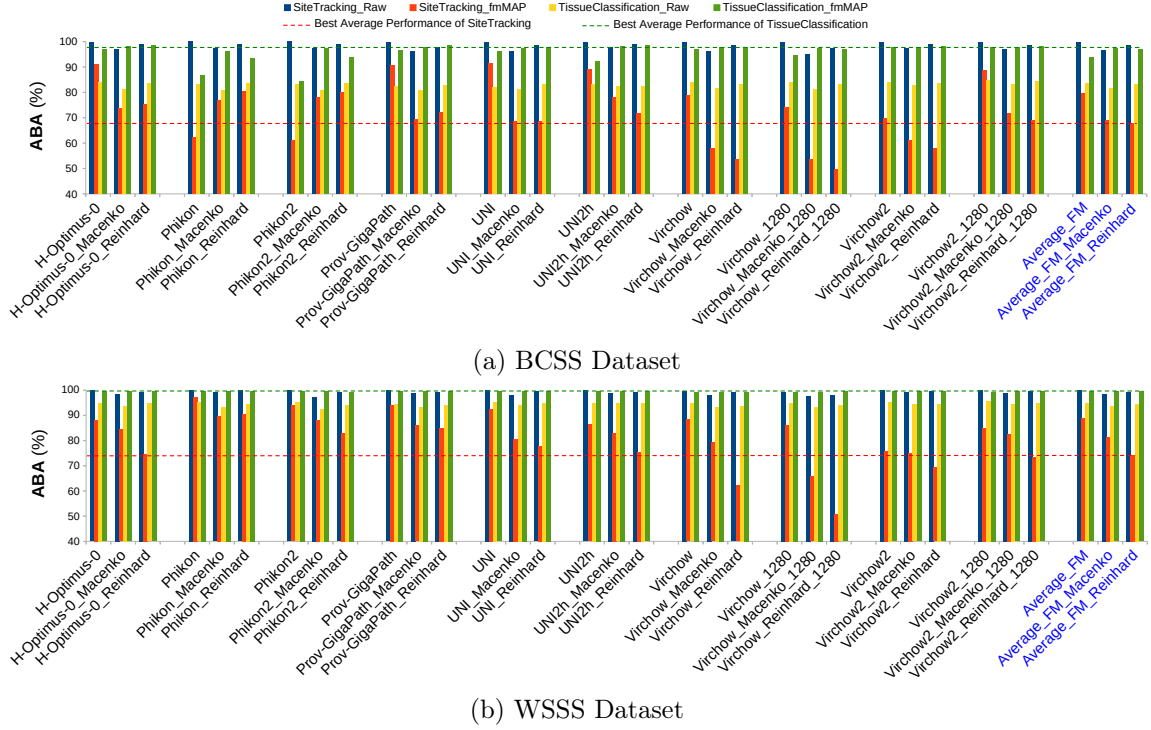 SiteTracking_Raw SiteTracking_fmMAP TissueClassification_Raw TissueClassification_fmMAP
Best Average Performance of SiteTracking Best Average Performance of TissueClassification
ABA (%)
100
90
80
70
60
50
40
H-Optimus-0
H-Optimus-0_Macenko
H-Optimus-0_Reinhard
Phikon
Phikon_Macenko
Phikon_Reinhard
Phikon2
Phikon2_Macenko
Phikon2_Reinhard
Prov-GigaPath
Prov-GigaPath_Macenko
Prov-GigaPath_Reinhard
UNI
UNI_Macenko
UNI_Reinhard
UNI2h
UNI2h_Macenko
UNI2h_Reinhard
Virchow
Virchow_Macenko
Virchow_Reinhard
Virchow_1280
Virchow_Macenko_1280
Virchow_Reinhard_1280
Virchow2
Virchow2_Macenko
Virchow2_Reinhard
Virchow2_1280
Virchow2_Macenko_1280
Virchow2_Reinhard_1280
Average_FM
Average_FM_Macenko
Average_FM_Reinhard
(a) BCSS Dataset
ABA (%)
100
90
80
70
60
50
40
H-Optimus-0
H-Optimus-0_Macenko
H-Optimus-0_Reinhard
Phikon
Phikon_Macenko
Phikon_Reinhard
Phikon2
Phikon2_Macenko
Phikon2_Reinhard
Prov-GigaPath
Prov-GigaPath_Macenko
Prov-GigaPath_Reinhard
UNI
UNI_Macenko
UNI_Reinhard
UNI2h
UNI2h_Macenko
UNI2h_Reinhard
Virchow
Virchow_Macenko
Virchow_Reinhard
Virchow_1280
Virchow_Macenko_1280
Virchow_Reinhard_1280
Virchow2
Virchow2_Macenko
Virchow2_Reinhard
Virchow2_1280
Virchow2_Macenko_1280
Virchow2_Reinhard_1280
Average_FM
Average_FM_Macenko
Average_FM_Reinhard
(b) WSSS Dataset